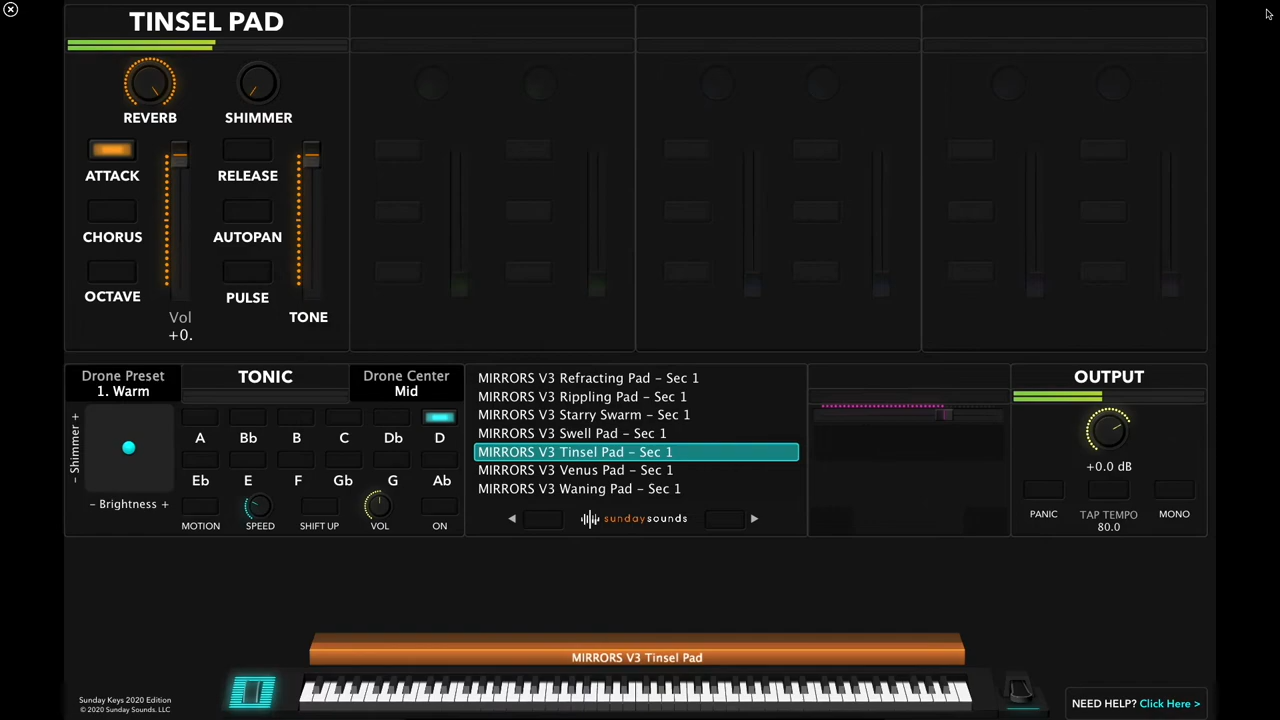 TINSEL PAD
REVERB
SHIMMER
ATTACK
RELEASE
CHORUS
AUTOPAN
OCTAVE
PULSE
Vol
+0.
TONE
Drone Preset
1. Warm
TONIC
Drone Center
Mid
- Shimmer +
- Brightness +
A
Bb
B
C
Db
D
Eb
E
F
Gb
G
Ab
MOTION
SPEED
SHIFT UP
VOL
ON
MIRRORS V3 Refracting Pad - Sec 1
MIRRORS V3 Rippling Pad - Sec 1
MIRRORS V3 Starry Swarm - Sec 1
MIRRORS V3 Swell Pad - Sec 1
MIRRORS V3 Tinsel Pad - Sec 1
MIRRORS V3 Venus Pad - Sec 1
MIRRORS V3 Waning Pad - Sec 1
sundaysounds
OUTPUT
+0.0 dB
PANIC
TAP TEMPO
80.0
MONO
MIRRORS V3 Tinsel Pad
Sunday Keys 2020 Edition
© 2020 Sunday Sounds, LLC
NEED HELP? Click Here >